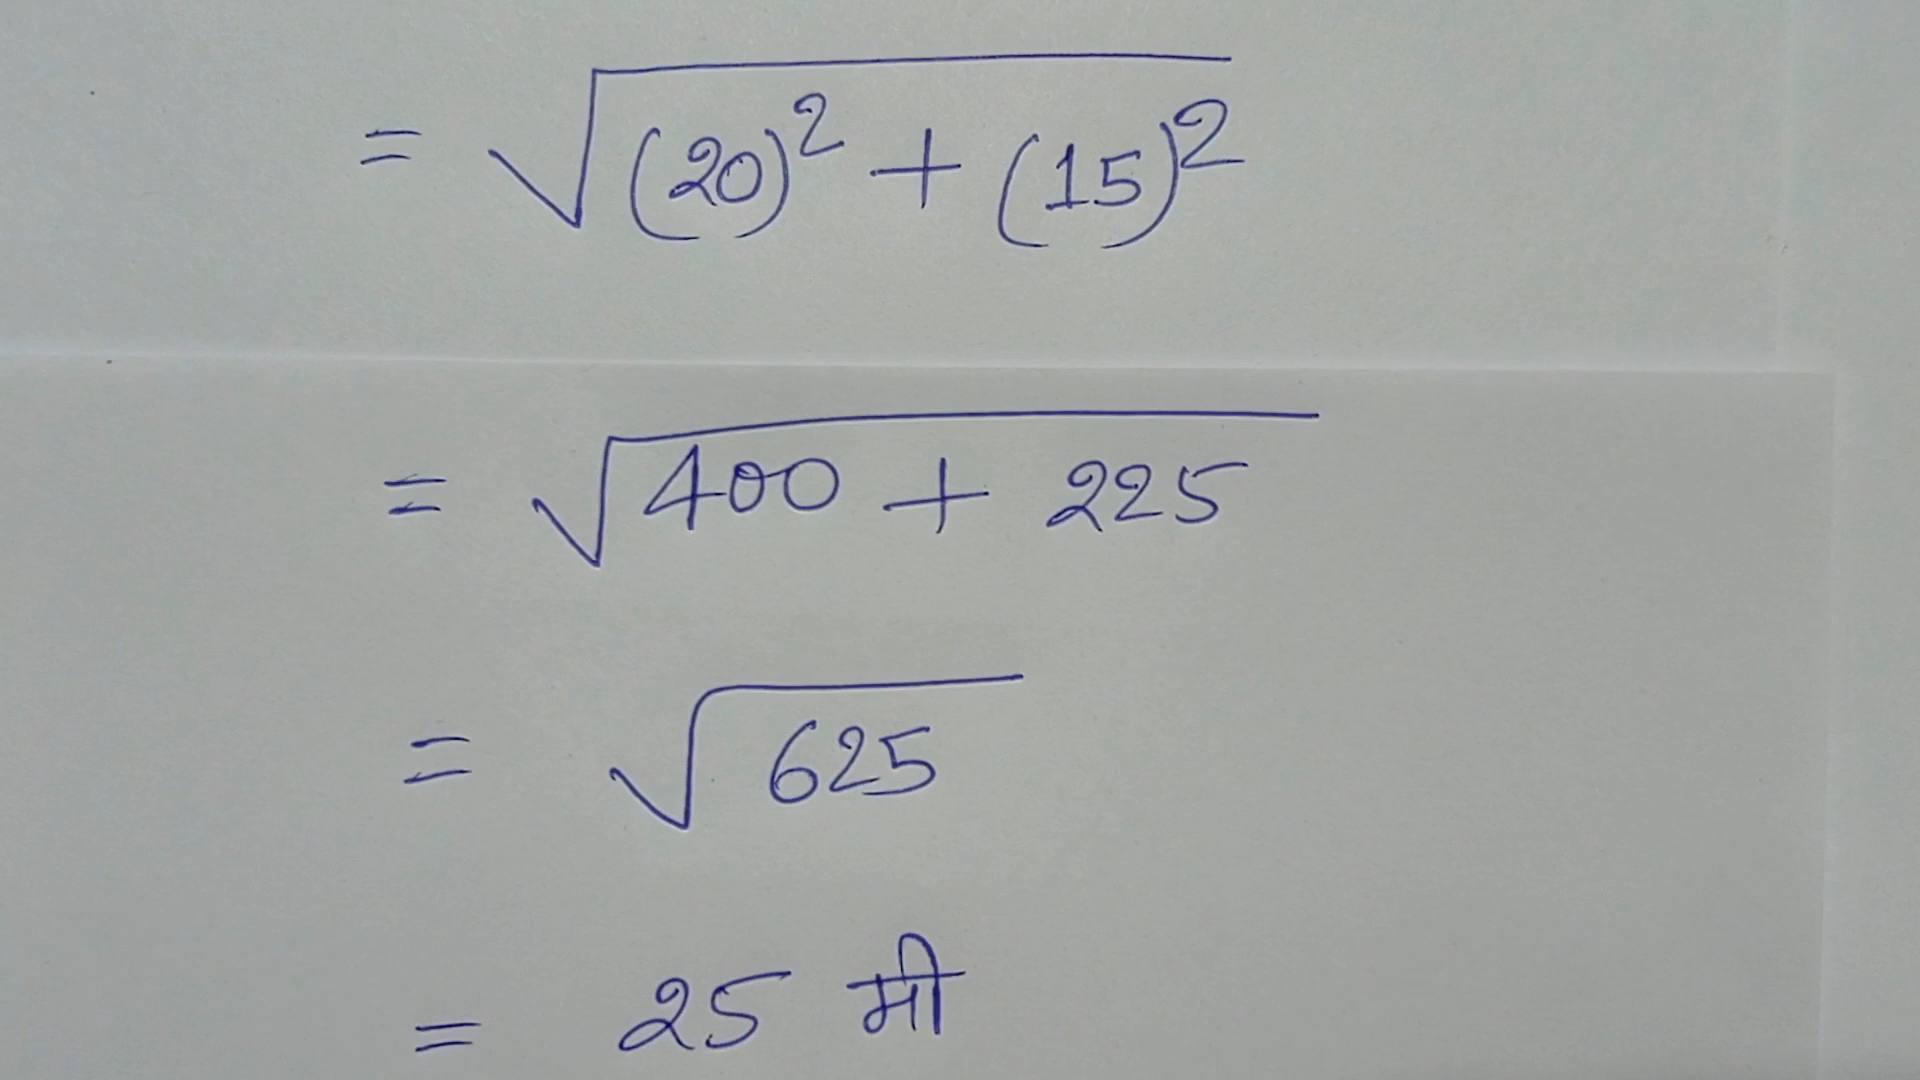 = √(20)² + (15)²
= √400 + 225
= √625
= 25 मी